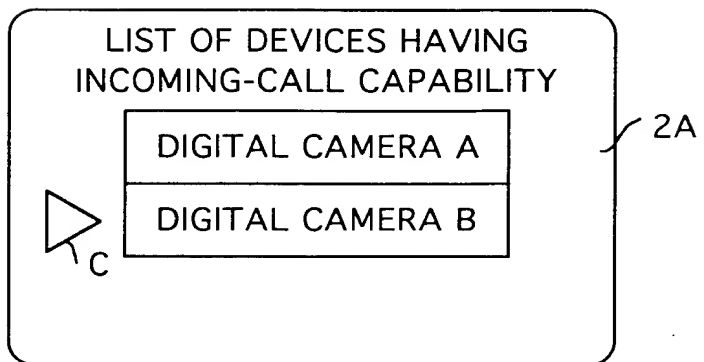 LIST OF DEVICES HAVING
INCOMING-CALL CAPABILITY
DIGITAL CAMERA A
2A
DIGITAL CAMERA B
C